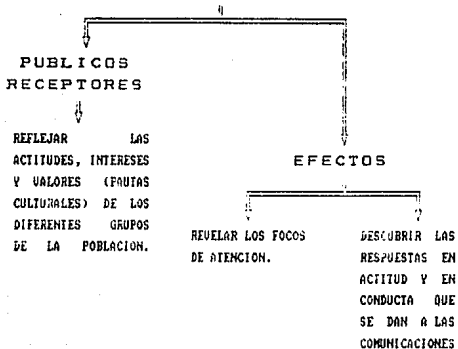 PUBLICOS
RECEPTORES
REFLEJAR LAS
ACTITUDES, INTERESES
Y VALORES (PAUTAS
CULTURALES) DE LOS
DIFERENTES GRUPOS
DE LA POBLACION.
EFECTOS
REVELAR LOS FOCOS
DE ATENCION.
DESCUBRIR LAS
RESPUESTAS EN
ACTITUD Y EN
CONDUCTA QUE
SE DAN A LAS
COMUNICACIONES